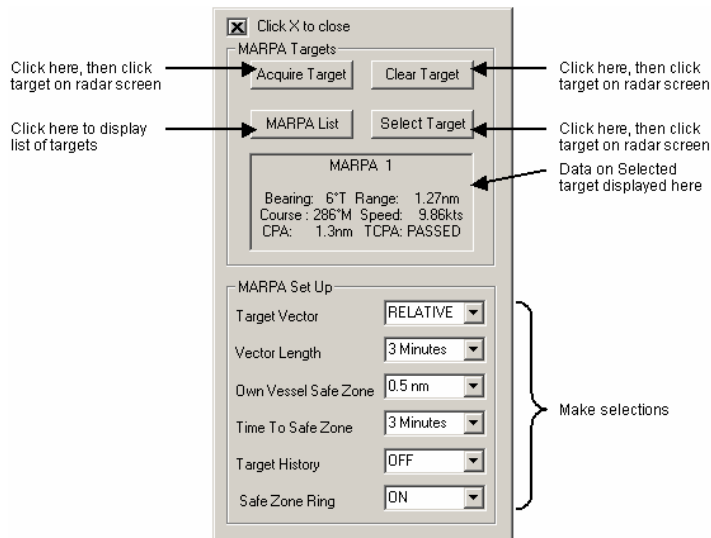 Click X to close
MARPA Targets
Acquire Target
Clear Target
MARPA List
Select Target
MARPA 1
Bearing: 6°T Range: 1.27nm
Course : 286°M Speed: 9.86kts
CPA: 1.3nm TCPA: PASSED
MARPA Set Up
Target Vector RELATIVE
Vector Length 3 Minutes
Own Vessel Safe Zone 0.5 nm
Time To Safe Zone 3 Minutes
Target History OFF
Safe Zone Ring ON
Click here, then click
target on radar screen
Click here to display
list of targets
Click here, then click
target on radar screen
Click here, then click
target on radar screen
Data on Selected
target displayed here
Make selections